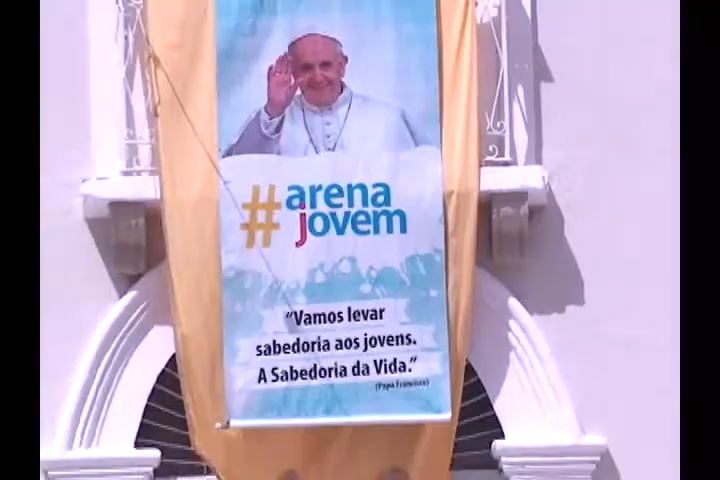 #arena
jovem
“Vamos levar
sabedoria aos jovens.
A Sabedoria da Vida.”
(Papa Francisco)